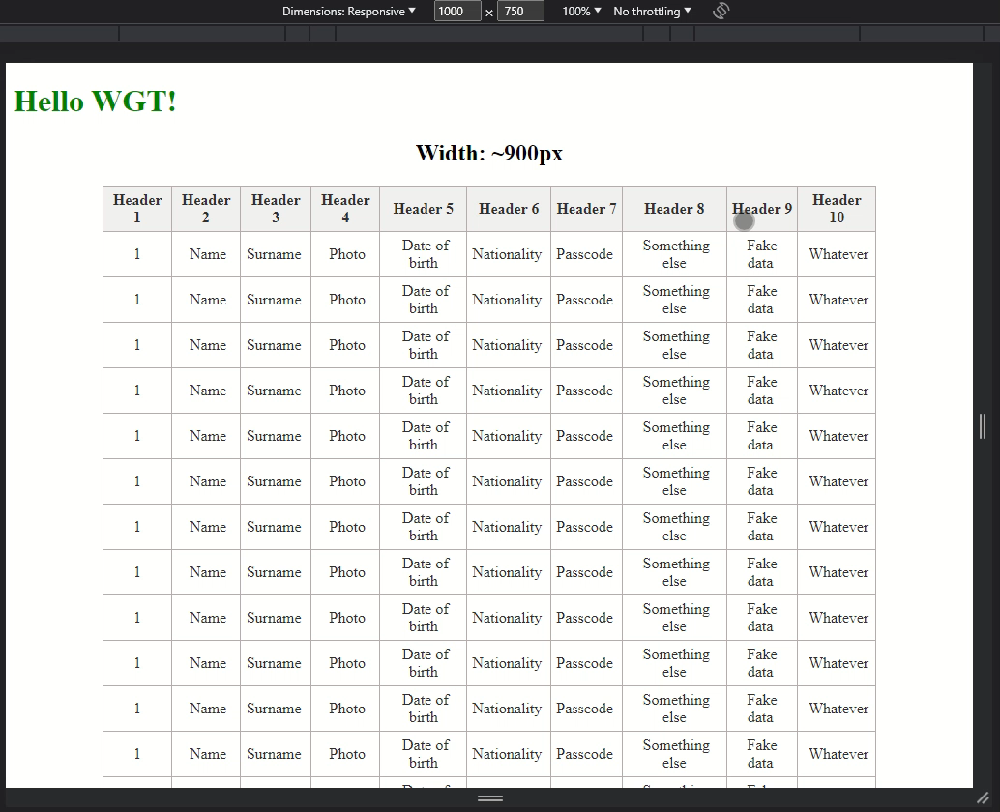 Dimensions: Responsive 1000 x 750 100% No throttling
Hello WGT!
Width: ~900px
Header 1 Header 2 Header 3 Header 4 Header 5 Header 6 Header 7 Header 8 Header 9 Header 10
1 Name Surname Photo Date of birth Nationality Passcode Something else Fake data Whatever
1 Name Surname Photo Date of birth Nationality Passcode Something else Fake data Whatever
1 Name Surname Photo Date of birth Nationality Passcode Something else Fake data Whatever
1 Name Surname Photo Date of birth Nationality Passcode Something else Fake data Whatever
1 Name Surname Photo Date of birth Nationality Passcode Something else Fake data Whatever
1 Name Surname Photo Date of birth Nationality Passcode Something else Fake data Whatever
1 Name Surname Photo Date of birth Nationality Passcode Something else Fake data Whatever
1 Name Surname Photo Date of birth Nationality Passcode Something else Fake data Whatever
1 Name Surname Photo Date of birth Nationality Passcode Something else Fake data Whatever
1 Name Surname Photo Date of birth Nationality Passcode Something else Fake data Whatever
1 Name Surname Photo Date of birth Nationality Passcode Something else Fake data Whatever
1 Name Surname Photo Date of birth Nationality Passcode Something else Fake data Whatever